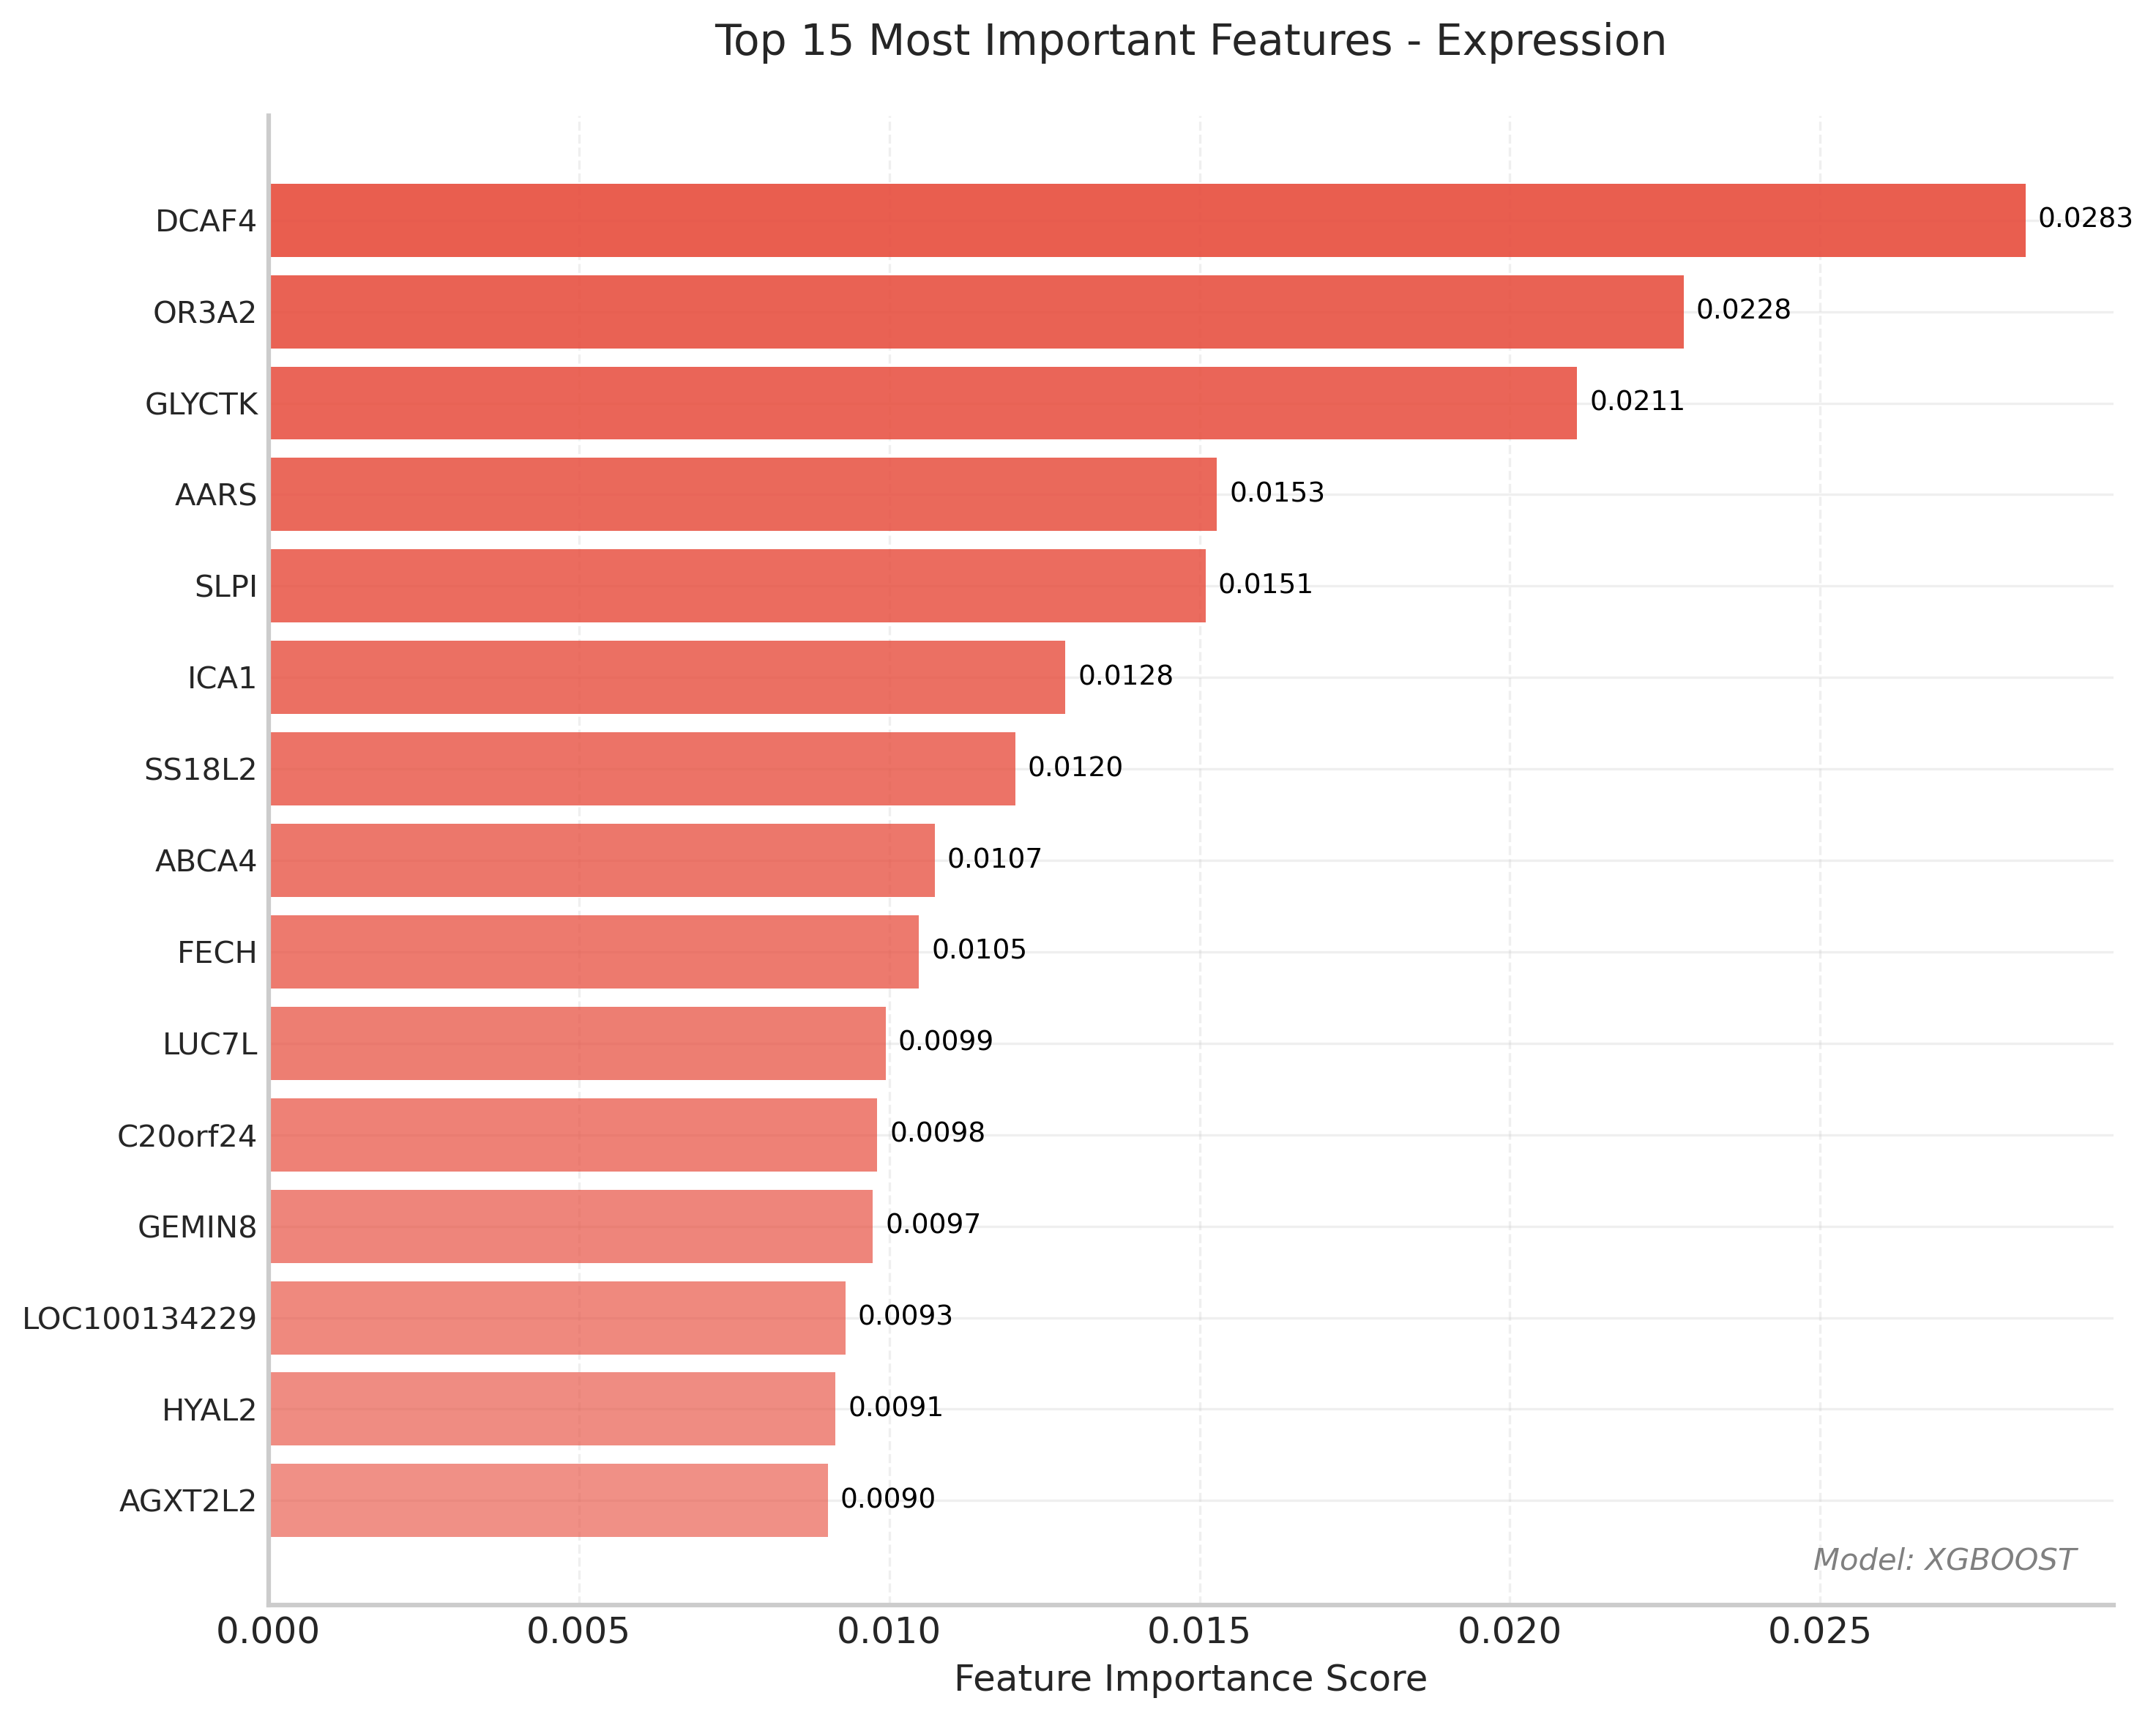 Top 15 Most Important Features - Expression
DCAF4 0.0283
OR3A2 0.0228
GLYCTK 0.0211
AARS 0.0153
SLPI 0.0151
ICA1 0.0128
SS18L2 0.0120
ABCA4 0.0107
FECH 0.0105
LUC7L 0.0099
C20orf24 0.0098
GEMIN8 0.0097
LOC100134229 0.0093
HYAL2 0.0091
AGXT2L2 0.0090
Model: XGBOOST
0.000 0.005 0.010 0.015 0.020 0.025
Feature Importance Score